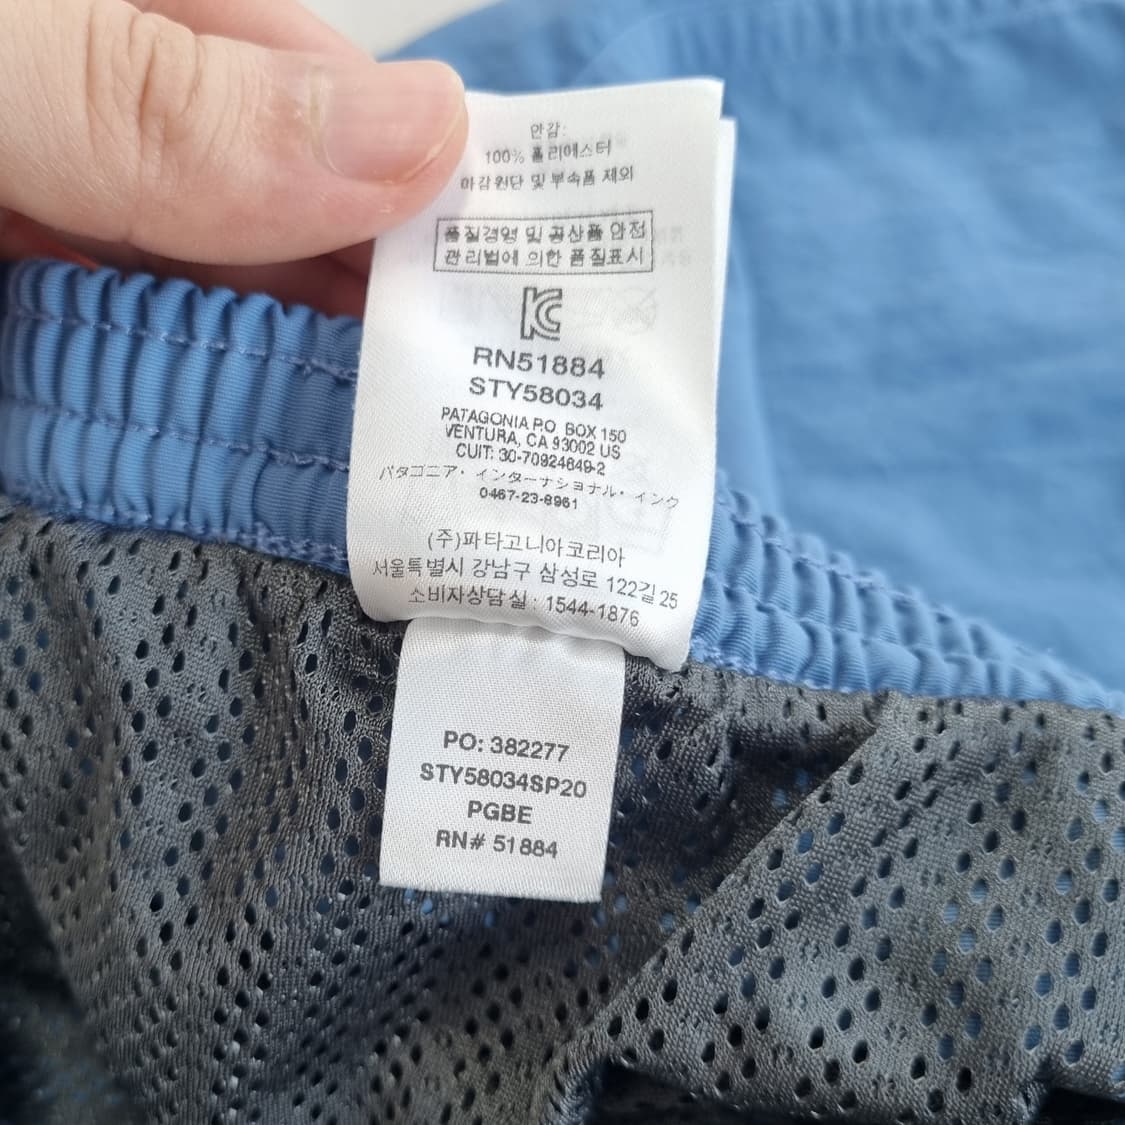 안감:
100% 폴리에스터
마감원단 및 부속품 제외
품질경영 및 공산품 안전
관리법에 의한 품질표시
RN51884
STY58034
PATAGONIA P.O. BOX 150
VENTURA, CA 93002 US
CUIT: 30-70924849-2
パタゴニア・インターナショナル・インク
0467-23-8961
(주)파타고니아코리아
서울특별시 강남구 삼성로 122길 25
소비자상담실 : 1544-1876
PO: 382277
STY58034SP20
PGBE
RN# 51884